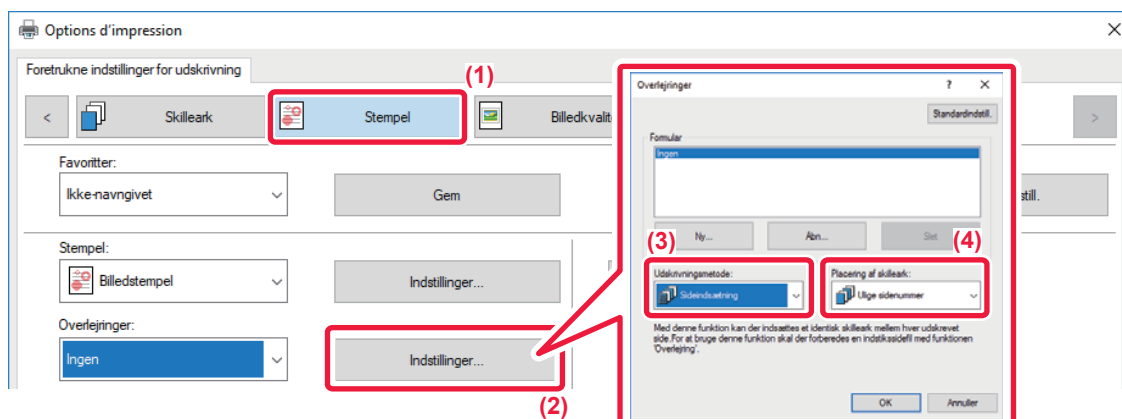 Options d'impression
Foretrukne indstillinger for udskrivning
(1)
<
Skilleark
Stempel
Billedkvalit
>
Favoritter:
Ikke-navngivet
Gem
still.
Stempel:
Billedstempel
Indstillinger...
Overlejringer:
Ingen
Indstillinger...
(2)
Overlejringer
?
Standardindstill.
Formular
Ingen
Ny...
Åbn...
Slet
(3)
(4)
Udskrivningsmetode:
Sideindsætning
Placering af skilleark:
Ulige sidenummer
Med denne funktion kan der indsættes et identisk skilleark mellem hver udskrevet
side.For at bruge denne funktion skal der forberedes en indstikssidefil med funktionen
'Overlejring'.
OK
Annuller